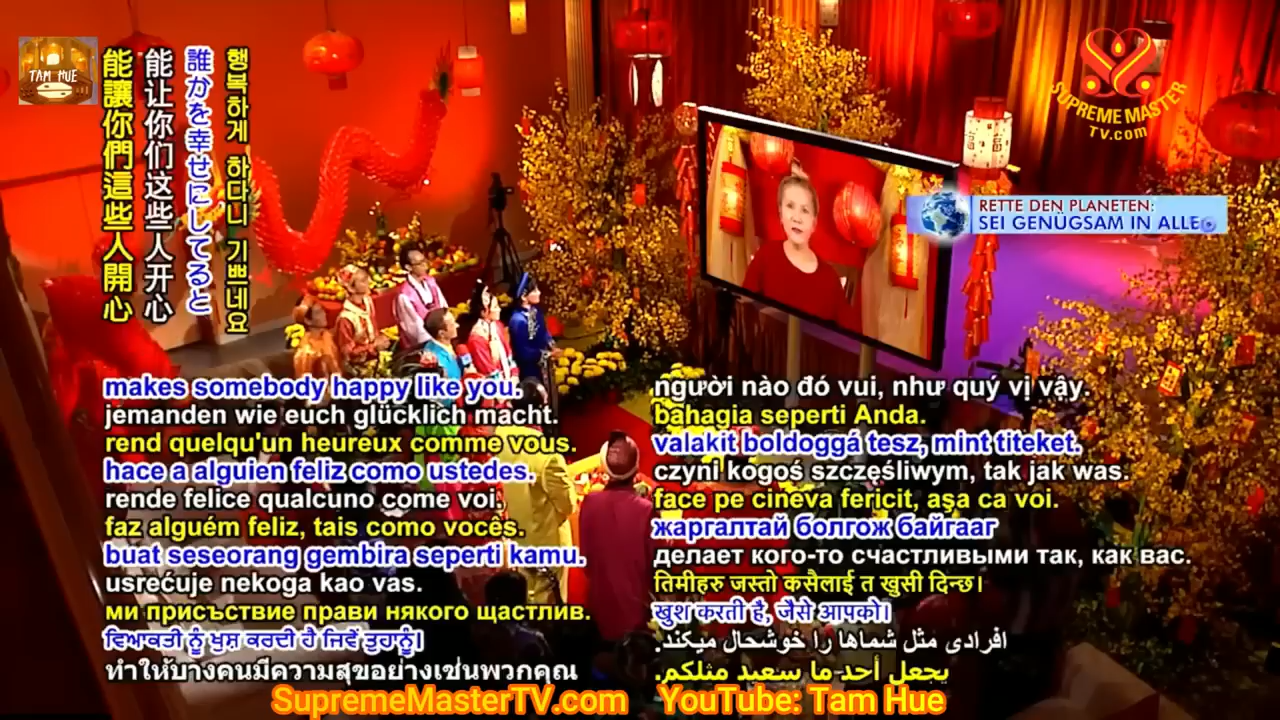 TAM HUE
能讓你們這些人開心
能让你们这些人开心
誰かを幸せにしてると
행복하게 하다니 기쁘네요
SUPREME MASTER
TV.com
RETTE DEN PLANETEN:
SEI GENÜGSAM IN ALLE
makes somebody happy like you.
jemanden wie euch glücklich macht.
rend quelqu'un heureux comme vous.
hace a alguien feliz como ustedes.
rende felice qualcuno come voi.
faz alguém feliz, tais como vocês.
buat seseorang gembira seperti kamu.
usrećuje nekoga kao vas.
ми присъствие прави някого щастлив.
ਵਿਅਕਤੀ ਨੂੰ ਖੁਸ਼ ਕਰਦੀ ਹੈ ਜਿਵੇਂ ਤੁਹਾਨੂੰ।
ทำให้บางคนมีความสุขอย่างเช่นพวกคุณ
người nào đó vui, như quý vị vậy.
bahagia seperti Anda.
valakit boldoggá tesz, mint titeket.
czyni kogoś szczęśliwym, tak jak was.
face pe cineva fericit, aşa ca voi.
жаргалтай болгож байгааг
делает кого-то счастливыми так, как вас.
तिमीहरु जस्तो कसैलाई त खुसी दिन्छ।
खुश करती है, जैसे आपको।
افرادی مثل شماها را خوشحال میکند.
يجعل أحد ما سعيد مثلكم.
SupremeMasterTV.com
YouTube: Tam Hue